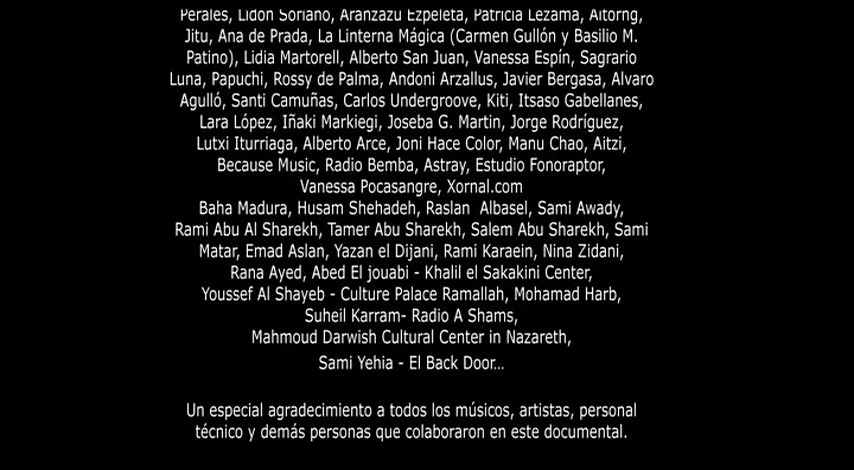 Perales, Lidón Soriano, Aranzazu Ezpeleta, Patricia Lezama, Aitorng,
Jitu, Ana de Prada, La Linterna Mágica (Carmen Gullón y Basilio M.
Patino), Lidia Martorell, Alberto San Juan, Vanessa Espín, Sagrario
Luna, Papuchi, Rossy de Palma, Andoni Arzallus, Javier Bergasa, Alvaro
Agulló, Santi Camuñas, Carlos Undergroove, Kiti, Itsaso Gabellanes,
Lara López, Iñaki Markiegi, Joseba G. Martin, Jorge Rodríguez,
Lutxi Iturriaga, Alberto Arce, Joni Hace Color, Manu Chao, Aitzi,
Because Music, Radio Bemba, Astray, Estudio Fonoraptor,
Vanessa Pocasangre, Xornal.com
Baha Madura, Husam Shehadeh, Raslan  Albasel, Sami Awady,
Rami Abu Al Sharekh, Tamer Abu Sharekh, Salem Abu Sharekh, Sami
Matar, Emad Aslan, Yazan el Dijani, Rami Karaein, Nina Zidani,
Rana Ayed, Abed El jouabi - Khalil el Sakakini Center,
Youssef Al Shayeb - Culture Palace Ramallah, Mohamad Harb,
Suheil Karram- Radio A Shams,
Mahmoud Darwish Cultural Center in Nazareth,
Sami Yehia - El Back Door...
Un especial agradecimiento a todos los músicos, artistas, personal
técnico y demás personas que colaboraron en este documental.